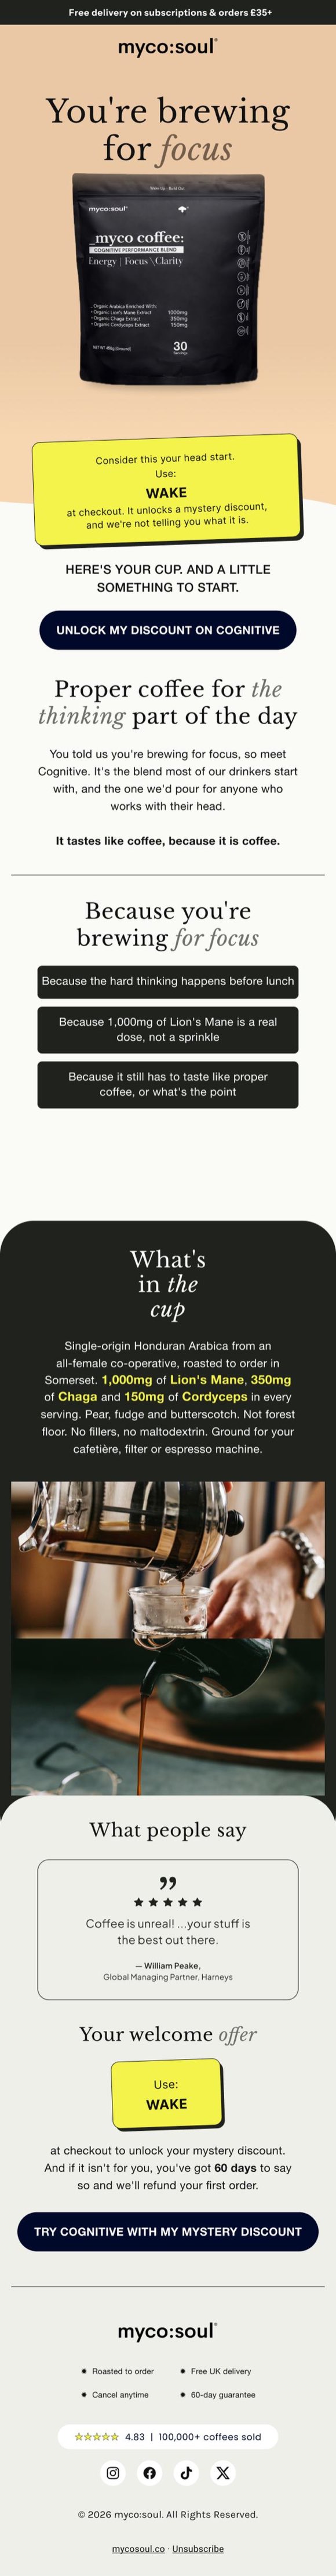 Free delivery on subscriptions & orders £35+
myco:soul®
You're brewing
for focus
Wake Up · Build Out
myco:soul®
myco coffee:
COGNITIVE PERFORMANCE BLEND
Energy | Focus \ Clarity
• Organic Arabica Enriched With:
• Organic Lion's Mane Extract 1000mg
• Organic Chaga Extract 350mg
• Organic Cordyceps Extract 150mg
30
Servings
Consider this your head start.
Use:
WAKE
at checkout. It unlocks a mystery discount,
and we're not telling you what it is.
HERE'S YOUR CUP. AND A LITTLE
SOMETHING TO START.
UNLOCK MY DISCOUNT ON COGNITIVE
Proper coffee for the
thinking part of the day
You told us you're brewing for focus, so meet
Cognitive. It's the blend most of our drinkers start
with, and the one we'd pour for anyone who
works with their head.
It tastes like coffee, because it is coffee.
Because you're
brewing for focus
Because the hard thinking happens before lunch
Because 1,000mg of Lion's Mane is a real
dose, not a sprinkle
Because it still has to taste like proper
coffee, or what's the point
What's
in the
cup
Single-origin Honduran Arabica from an
all-female co-operative, roasted to order in
Somerset. 1,000mg of Lion's Mane, 350mg
of Chaga and 150mg of Cordyceps in every
serving. Pear, fudge and butterscotch. Not forest
floor. No fillers, no maltodextrin. Ground for your
cafetière, filter or espresso machine.
What people say
Coffee is unreal! ...your stuff is
the best out there.
— William Peake,
Global Managing Partner, Harneys
Your welcome offer
Use:
WAKE
at checkout to unlock your mystery discount.
And if it isn't for you, you've got 60 days to say
so and we'll refund your first order.
TRY COGNITIVE WITH MY MYSTERY DISCOUNT
myco:soul®
Roasted to order
Free UK delivery
Cancel anytime
60-day guarantee
4.83 | 100,000+ coffees sold
© 2026 myco:soul. All Rights Reserved.
mycosoul.co · Unsubscribe